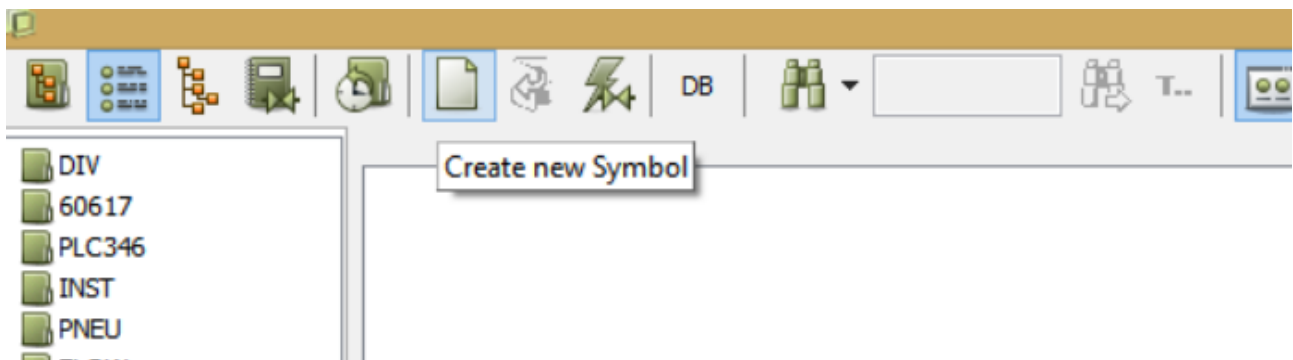 DB
T..
Create new Symbol
DIV
60617
PLC346
INST
PNEU